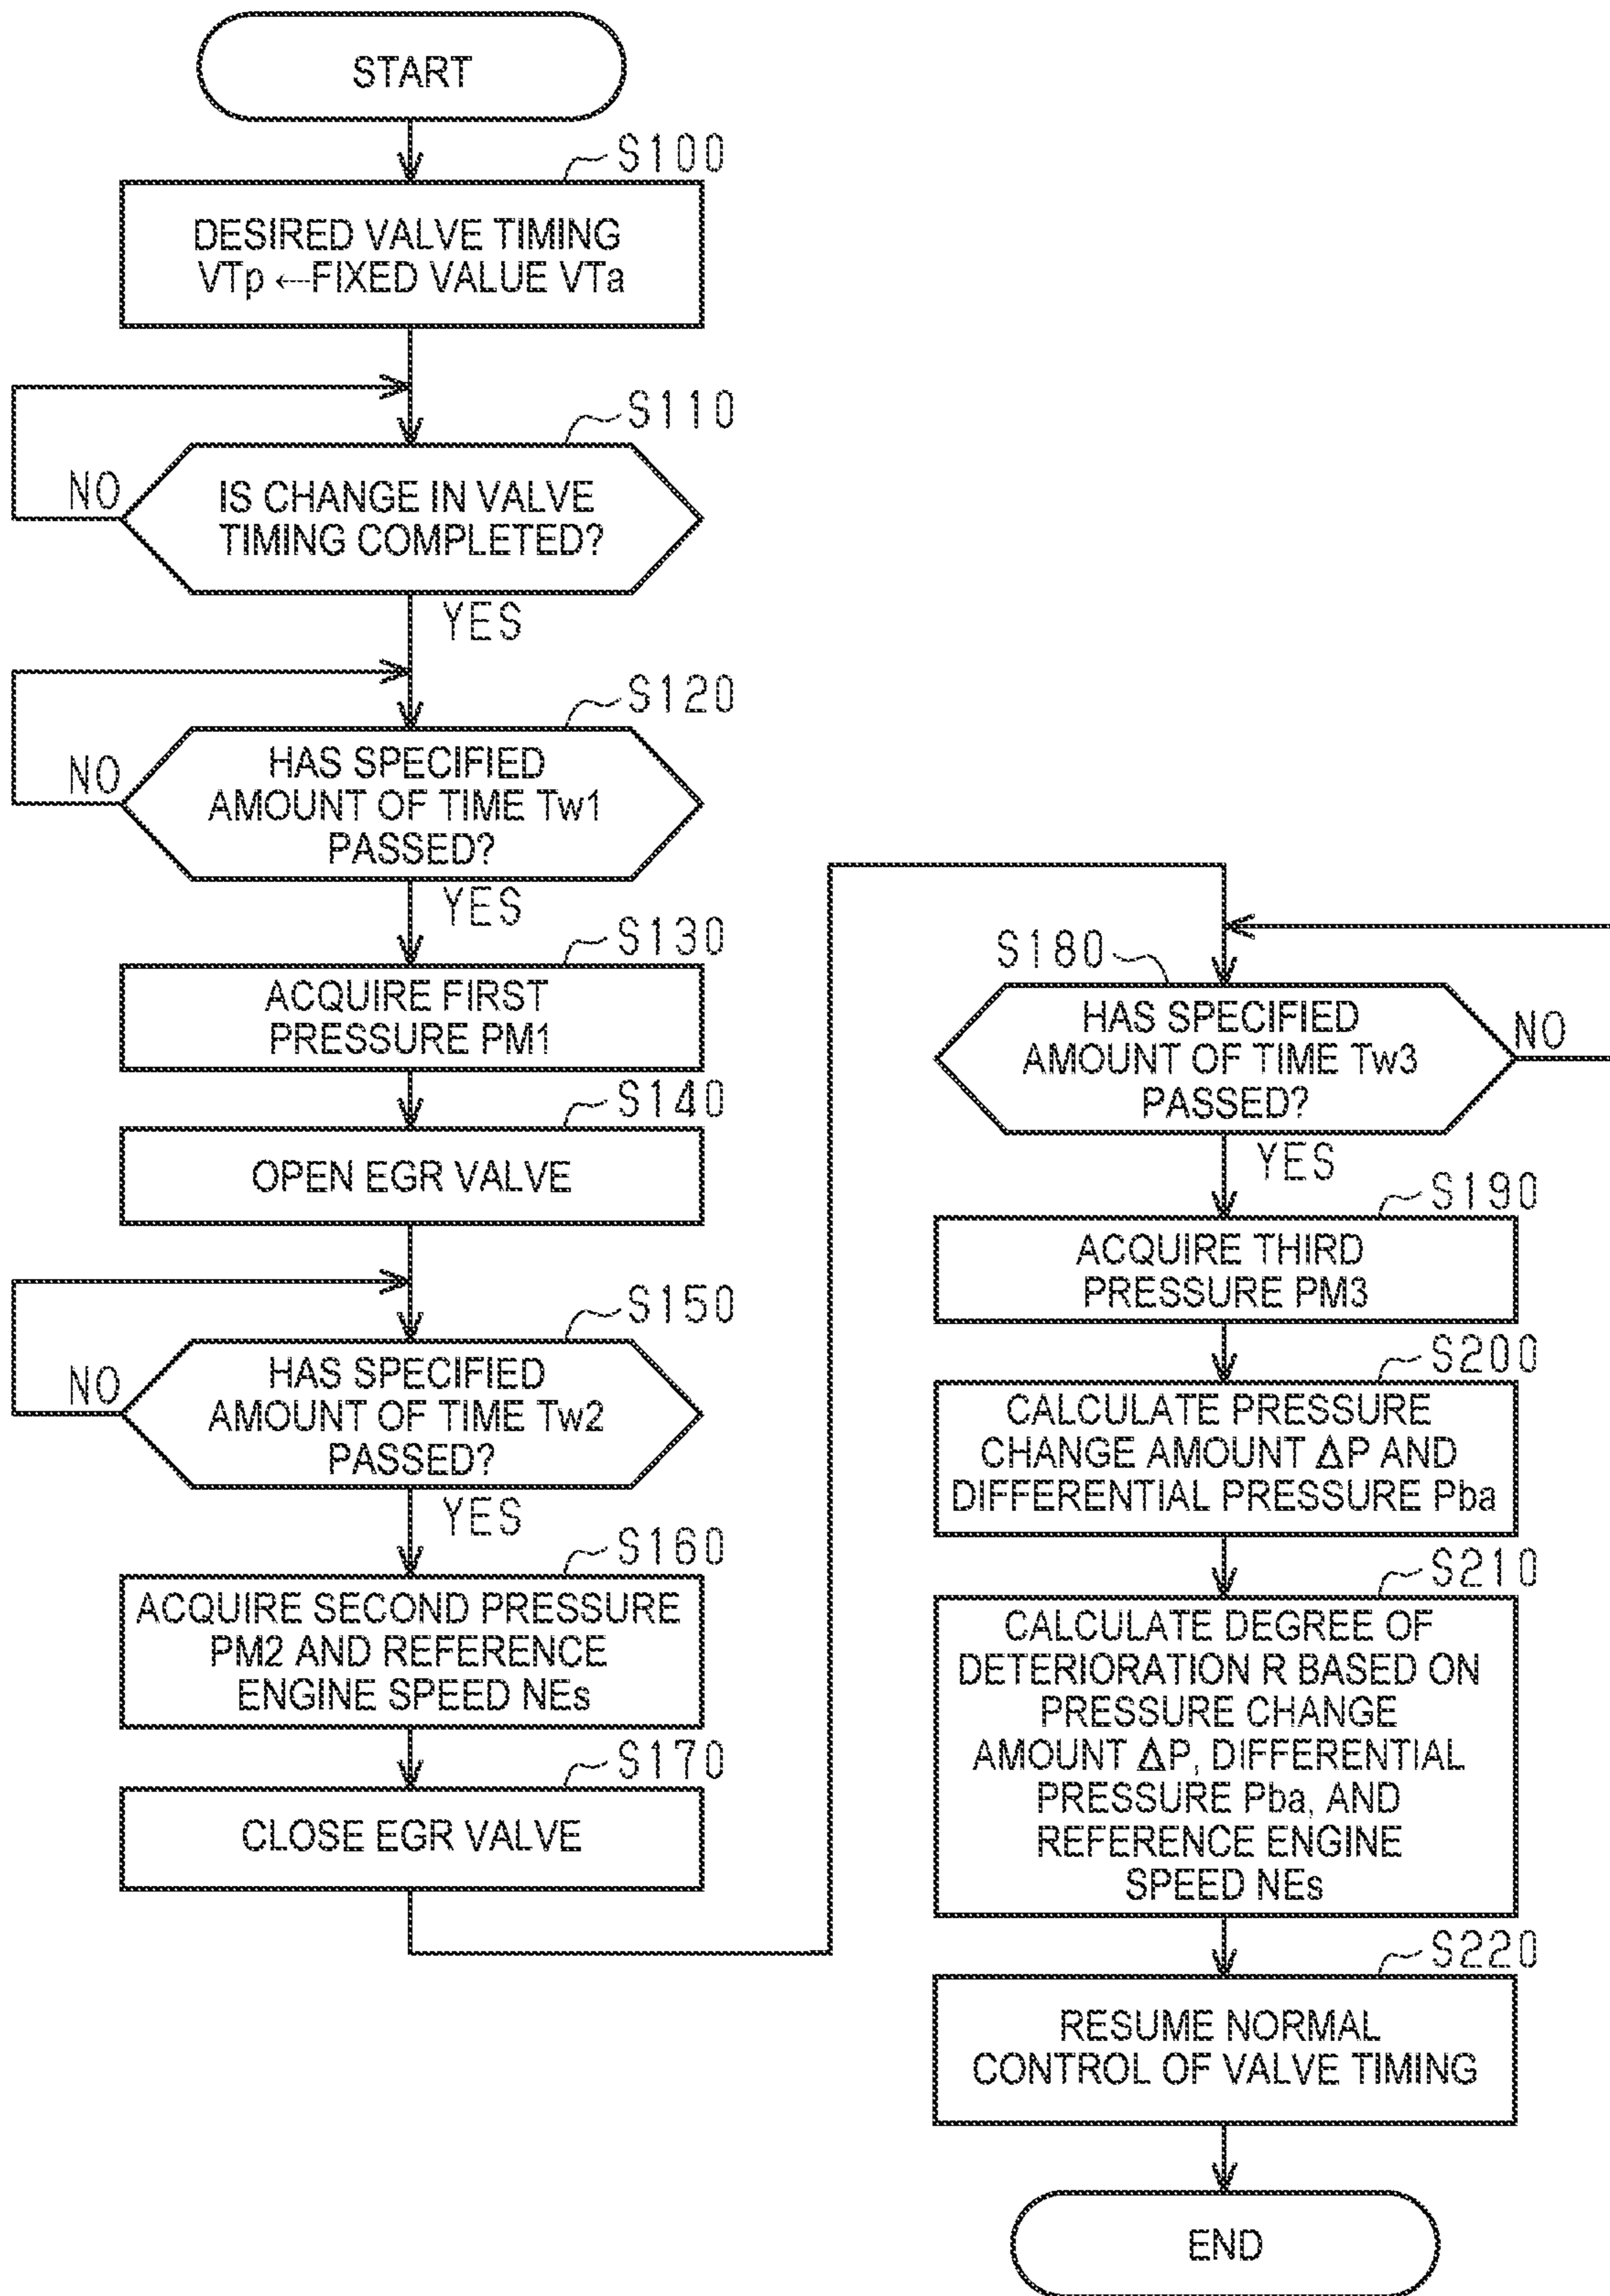 START
S100
DESIRED VALVE TIMING
VTp ←FIXED VALUE VTa
S110
IS CHANGE IN VALVE
TIMING COMPLETED?
NO
YES
S120
HAS SPECIFIED
AMOUNT OF TIME Tw1
PASSED?
NO
YES
S130
ACQUIRE FIRST
PRESSURE PM1
S140
OPEN EGR VALVE
S150
HAS SPECIFIED
AMOUNT OF TIME Tw2
PASSED?
NO
YES
S160
ACQUIRE SECOND PRESSURE
PM2 AND REFERENCE
ENGINE SPEED NEs
S170
CLOSE EGR VALVE
S180
HAS SPECIFIED
AMOUNT OF TIME Tw3
PASSED?
NO
YES
S190
ACQUIRE THIRD
PRESSURE PM3
S200
CALCULATE PRESSURE
CHANGE AMOUNT ΔP AND
DIFFERENTIAL PRESSURE Pba
S210
CALCULATE DEGREE OF
DETERIORATION R BASED ON
PRESSURE CHANGE
AMOUNT ΔP, DIFFERENTIAL
PRESSURE Pba, AND
REFERENCE ENGINE
SPEED NEs
S220
RESUME NORMAL
CONTROL OF VALVE TIMING
END